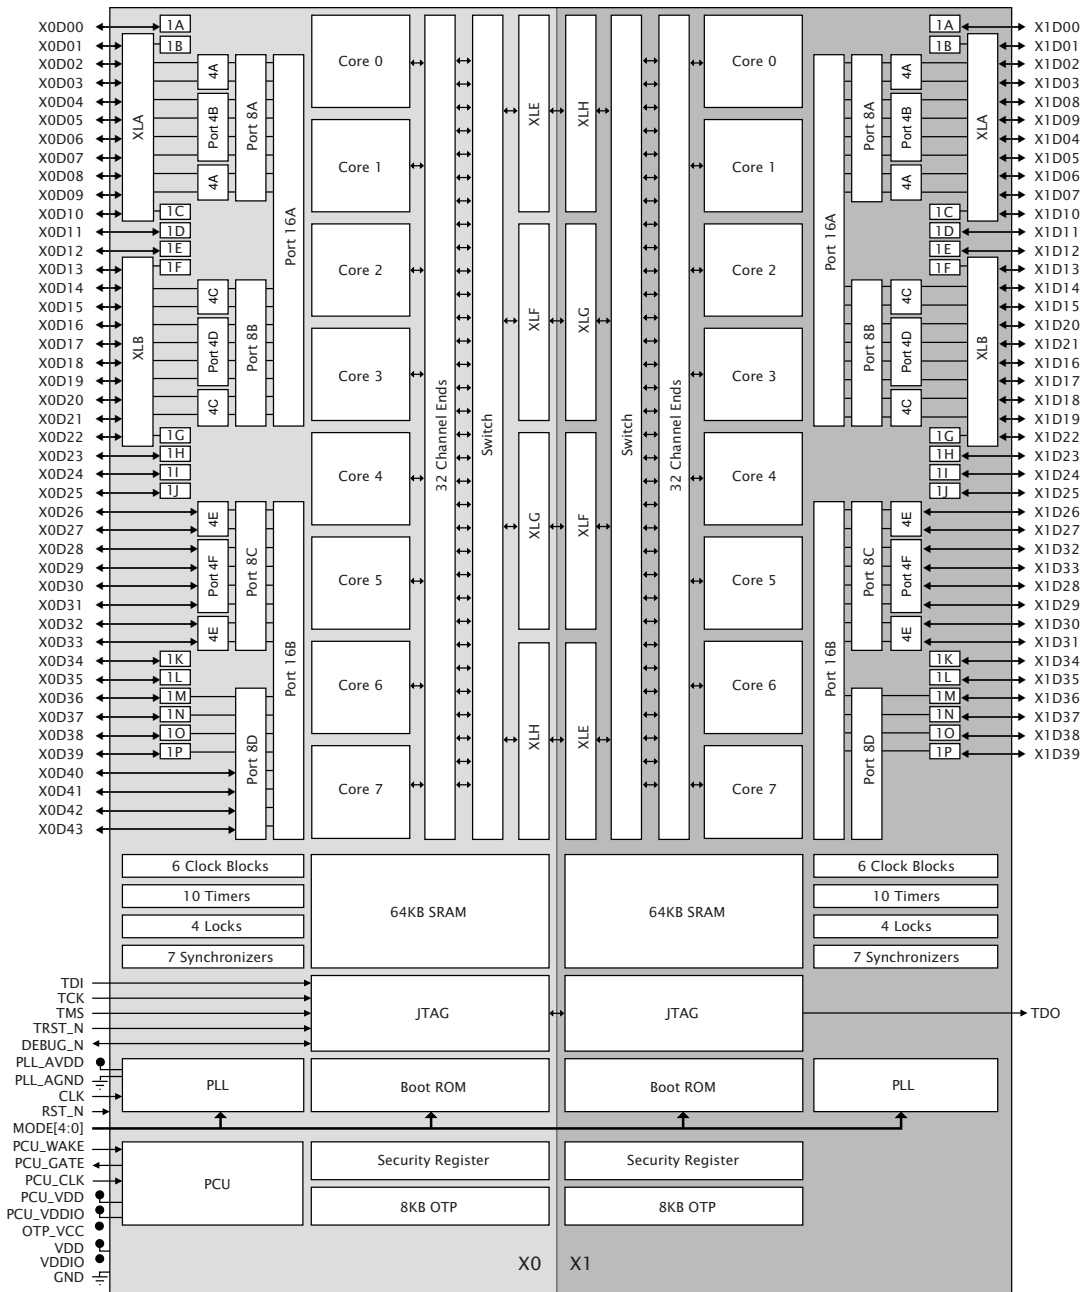 X0D00
X0D01
X0D02
X0D03
X0D04
X0D05
X0D06
X0D07
X0D08
X0D09
X0D10
X0D11
X0D12
X0D13
X0D14
X0D15
X0D16
X0D17
X0D18
X0D19
X0D20
X0D21
X0D22
X0D23
X0D24
X0D25
X0D26
X0D27
X0D28
X0D29
X0D30
X0D31
X0D32
X0D33
X0D34
X0D35
X0D36
X0D37
X0D38
X0D39
X0D40
X0D41
X0D42
X0D43
XLA
XLB
1A
1B
1C
1D
1E
1F
1G
1H
1I
1J
1K
1L
1M
1N
1O
1P
4A
Port 4B
4A
4C
Port 4D
4C
4E
Port 4F
4E
Port 8A
Port 8B
Port 8C
Port 8D
Port 16A
Port 16B
Core 0
Core 1
Core 2
Core 3
Core 4
Core 5
Core 6
Core 7
32 Channel Ends
Switch
XLE
XLF
XLG
XLH
XLH
XLG
XLF
XLE
Switch
32 Channel Ends
Core 0
Core 1
Core 2
Core 3
Core 4
Core 5
Core 6
Core 7
Port 16A
Port 16B
Port 8A
Port 8B
Port 8C
Port 8D
4A
Port 4B
4A
4C
Port 4D
4C
4E
Port 4F
4E
1A
1B
1C
1D
1E
1F
1G
1H
1I
1J
1K
1L
1M
1N
1O
1P
XLA
XLB
X1D00
X1D01
X1D02
X1D03
X1D08
X1D09
X1D04
X1D05
X1D06
X1D07
X1D10
X1D11
X1D12
X1D13
X1D14
X1D15
X1D20
X1D21
X1D16
X1D17
X1D18
X1D19
X1D22
X1D23
X1D24
X1D25
X1D26
X1D27
X1D32
X1D33
X1D28
X1D29
X1D30
X1D31
X1D34
X1D35
X1D36
X1D37
X1D38
X1D39
6 Clock Blocks
10 Timers
4 Locks
7 Synchronizers
64KB SRAM
64KB SRAM
6 Clock Blocks
10 Timers
4 Locks
7 Synchronizers
TDI
TCK
TMS
TRST_N
DEBUG_N
JTAG
JTAG
TDO
PLL_AVDD
PLL_AGND
CLK
RST_N
MODE[4:0]
PLL
Boot ROM
Boot ROM
PLL
PCU_WAKE
PCU_GATE
PCU_CLK
PCU_VDD
PCU_VDDIO
OTP_VCC
VDD
VDDIO
GND
PCU
Security Register
8KB OTP
Security Register
8KB OTP
X0
X1